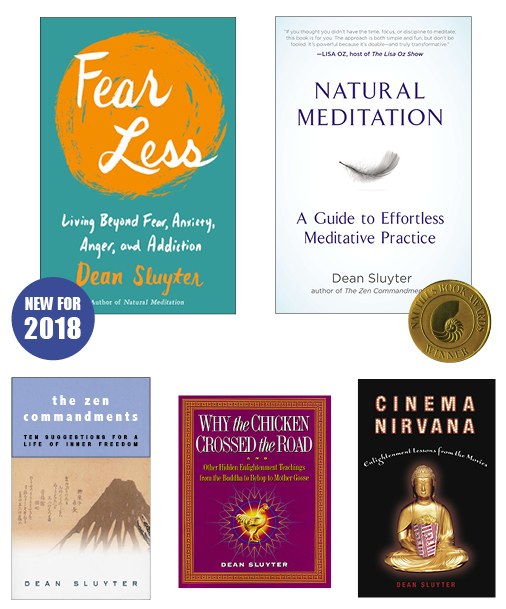 Fear
Less
Living Beyond Fear, Anxiety,
Anger, and Addiction
Dean Sluyter
Author of Natural Meditation
NEW FOR
2018
"If you thought you didn't have the time, focus, or discipline to meditate,
this book is for you. The approach is soft and simple, but don't be
fooled. It's powerful because it's doable—and truly transformative."
—LISA OZ, host of The Lisa Oz Show
NATURAL
MEDITATION
A Guide to Effortless
Meditative Practice
Dean Sluyter
author of The Zen Commandme
NAUTILUS BOOK AWARDS
WINNER
the zen
commandments
TEN SUGGESTIONS FOR A
LIFE OF INNER FREEDOM
DEAN SLUYTER
WHY the CHICKEN
CROSSED the ROAD
AND
Other Hidden Enlightenment Teachings
from the Buddha to Bebop to Mother Goose
DEAN SLUYTER
CINEMA
NIRVANA
Enlightenment Lessons from the Movies
DEAN SLUYTER